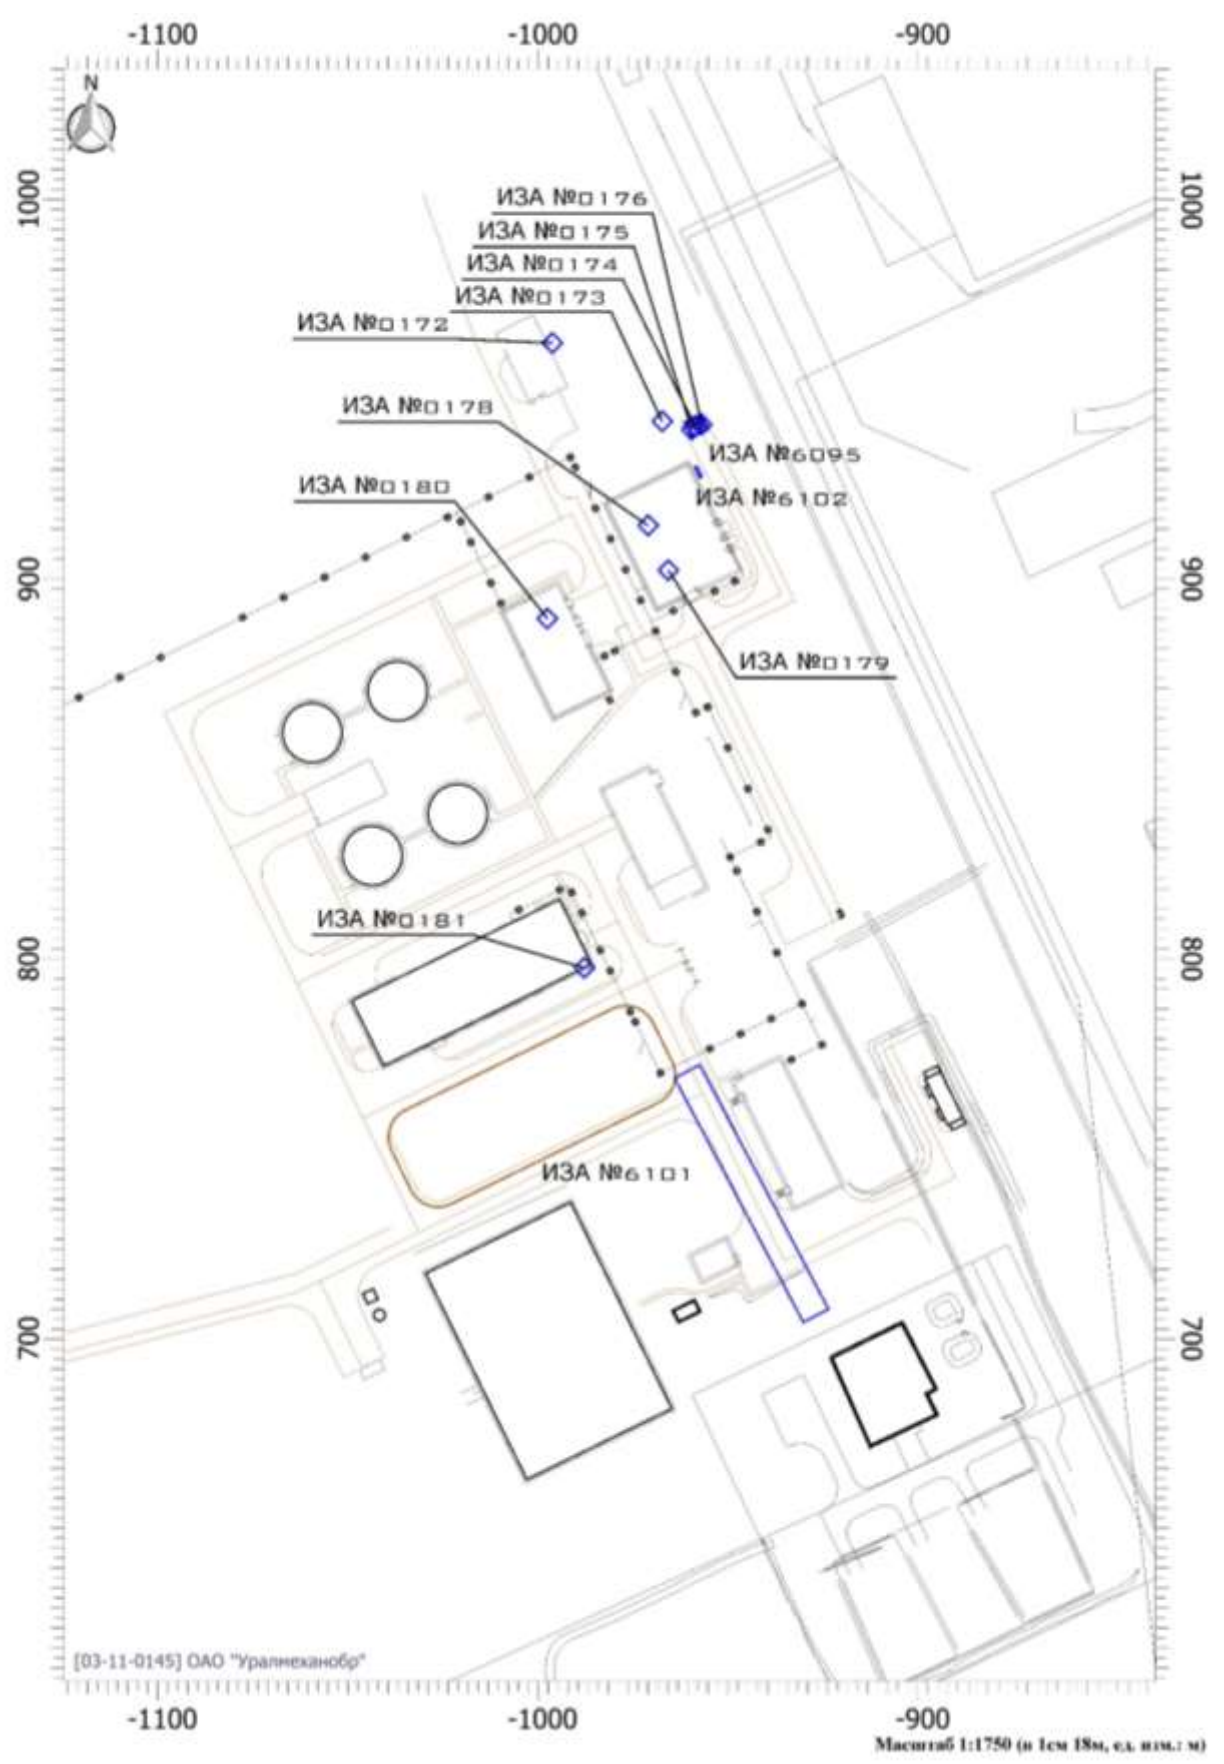 -1100 -1000 -900
N
1000 1000
ИЗА №0176
ИЗА №0175
ИЗА №0174
ИЗА №0173
ИЗА №0172
ИЗА №0178
ИЗА №6095
ИЗА №0180
ИЗА №6102
900 900
ИЗА №0179
ИЗА №0181
800 800
ИЗА №6101
700 700
[03-11-0145] ОАО "Уралмеханобр"
-1100 -1000 -900
Масштаб 1:1750 (в 1см 18м, ед. изм.: м)